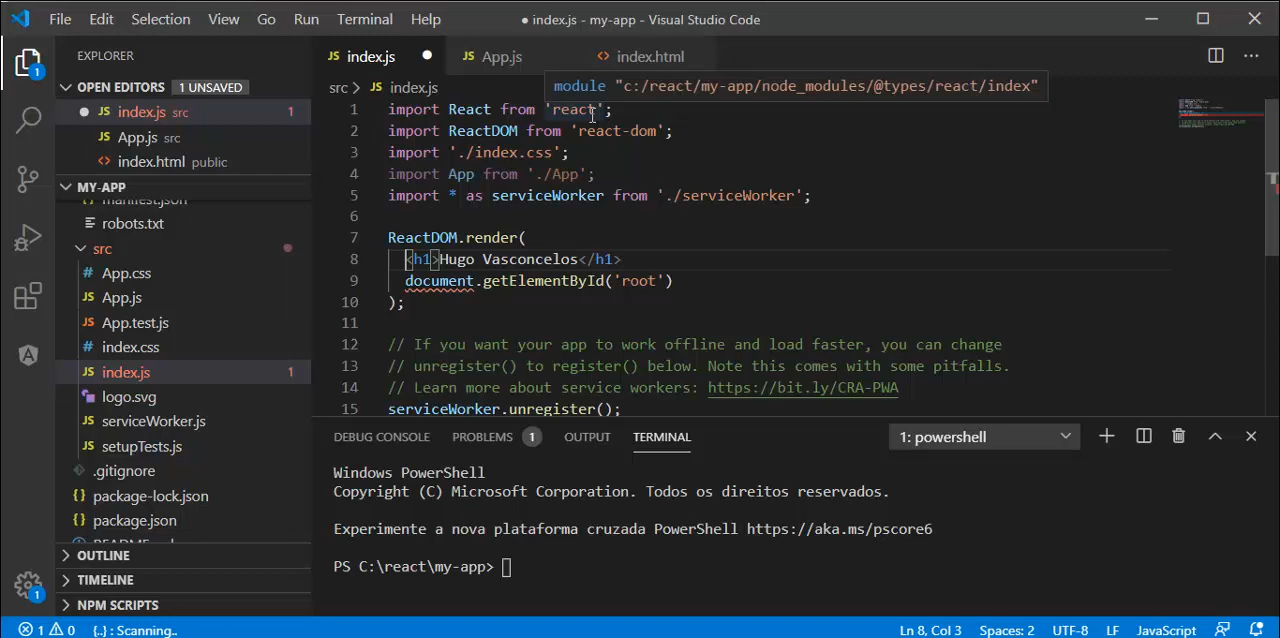 File Edit Selection View Go Run Terminal Help ● index.js - my-app - Visual Studio Code
EXPLORER
OPEN EDITORS 1 UNSAVED
● JS index.js src 1
JS App.js src
<> index.html public
MY-APP
manifest.json
robots.txt
src
# App.css
JS App.js
JS App.test.js
# index.css
JS index.js 1
logo.svg
JS serviceWorker.js
JS setupTests.js
.gitignore
{} package-lock.json
{} package.json
OUTLINE
TIMELINE
NPM SCRIPTS
1
1
JS index.js ● JS App.js <> index.html
src > JS index.js
module "c:/react/my-app/node_modules/@types/react/index"
1 import React from 'react';
2 import ReactDOM from 'react-dom';
3 import './index.css';
4 import App from './App';
5 import * as serviceWorker from './serviceWorker';
6
7 ReactDOM.render(
8 <h1>Hugo Vasconcelos</h1>
9 document.getElementById('root')
10 );
11
12 // If you want your app to work offline and load faster, you can change
13 // unregister() to register() below. Note this comes with some pitfalls.
14 // Learn more about service workers: https://bit.ly/CRA-PWA
15 serviceWorker.unregister();
DEBUG CONSOLE PROBLEMS 1 OUTPUT TERMINAL 1: powershell
Windows PowerShell
Copyright (C) Microsoft Corporation. Todos os direitos reservados.
Experimente a nova plataforma cruzada PowerShell https://aka.ms/pscore6
PS C:\react\my-app>
1 0 {..} : Scanning.. Ln 8, Col 3 Spaces: 2 UTF-8 LF JavaScript